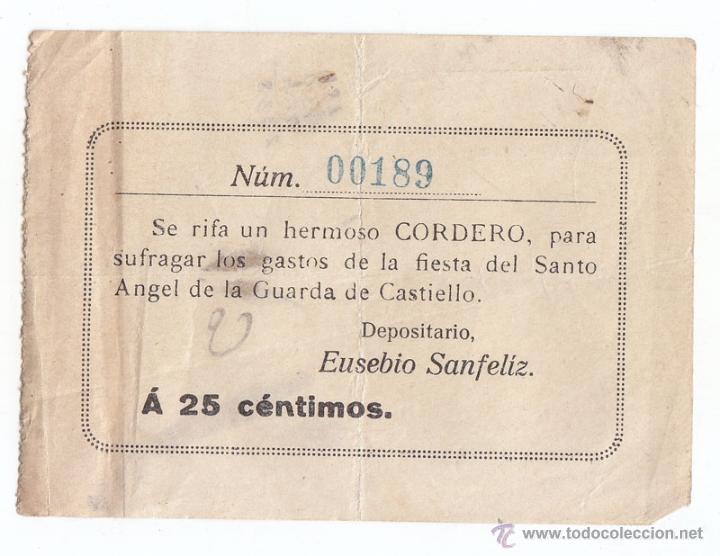 Núm. 00189
Se rifa un hermoso CORDERO, para
sufragar los gastos de la fiesta del Santo
Angel de la Guarda de Castiello.
Depositario,
Eusebio Sanfelíz.
Á 25 céntimos.
© www.todocoleccion.net